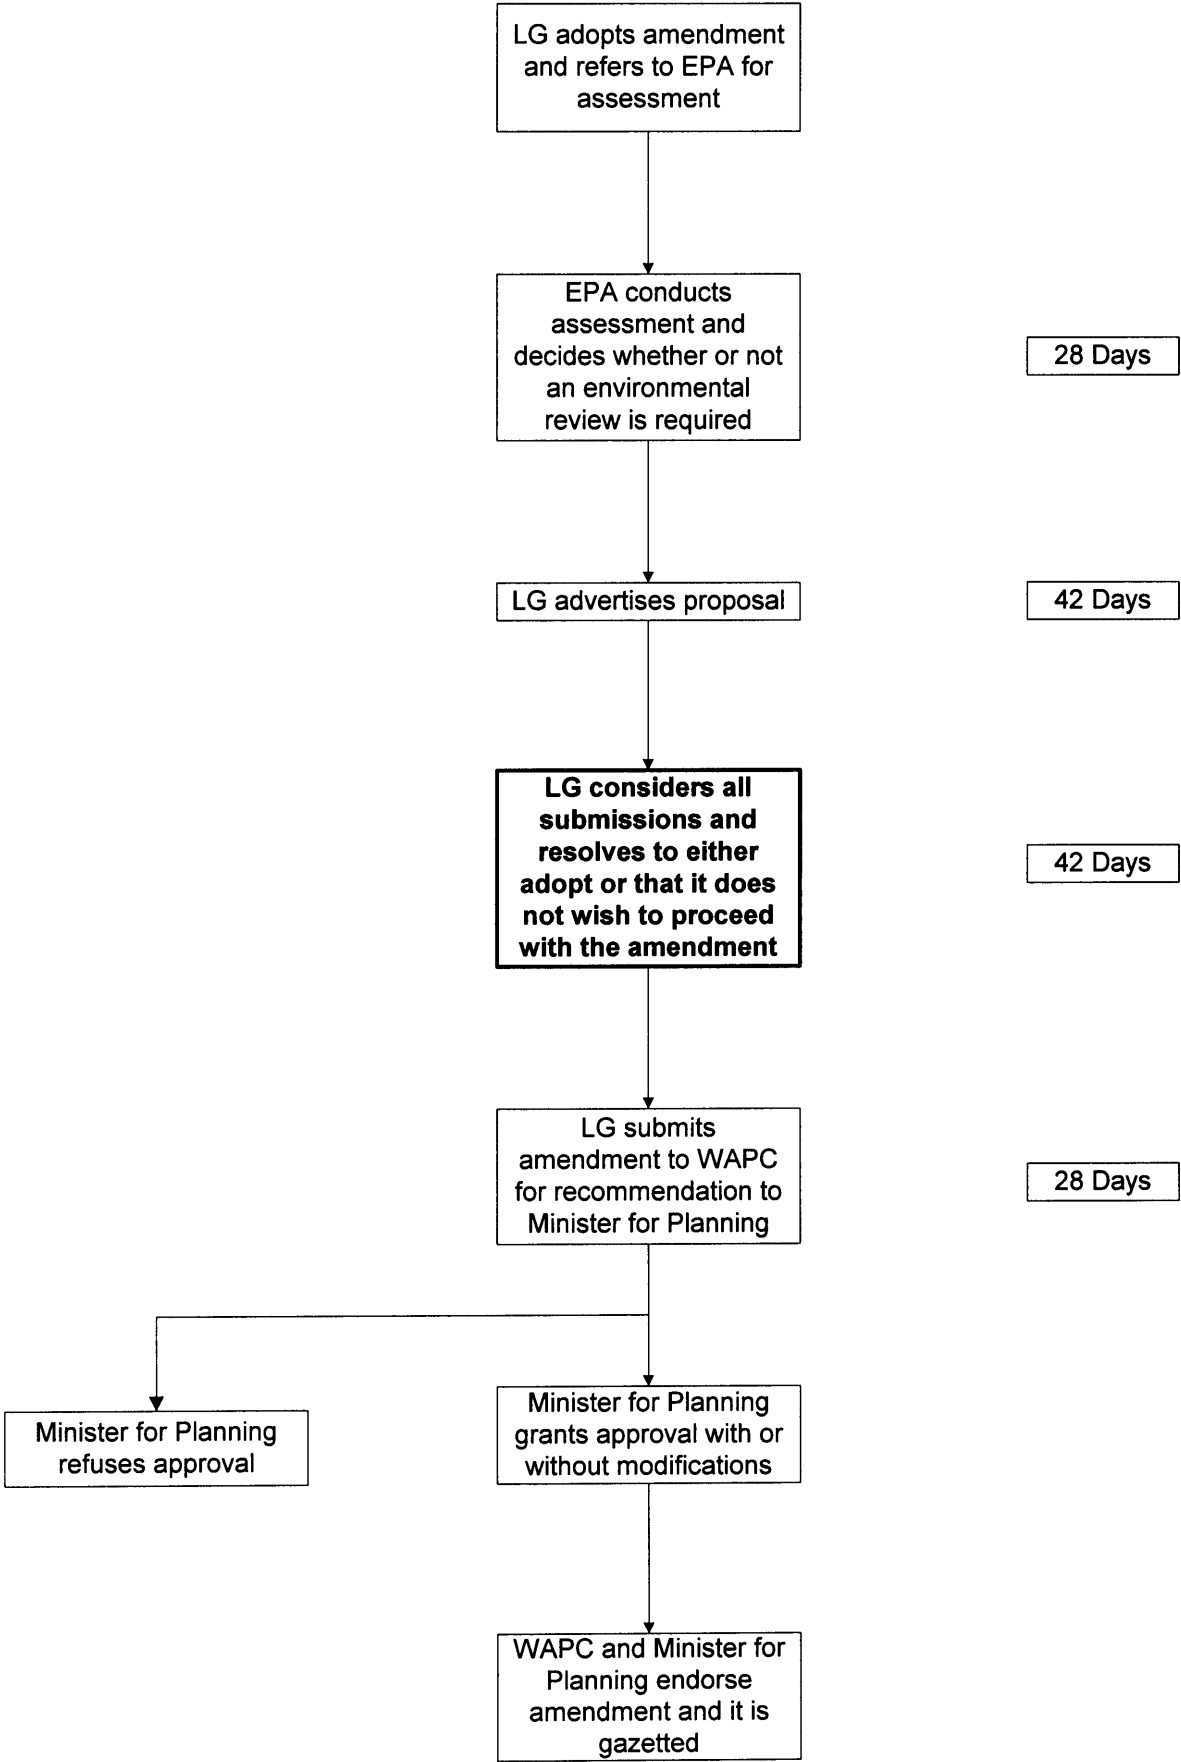 LG adopts amendment
and refers to EPA for
assessment
EPA conducts
assessment and
decides whether or not
an environmental
review is required
28 Days
LG advertises proposal
42 Days
LG considers all
submissions and
resolves to either
adopt or that it does
not wish to proceed
with the amendment
42 Days
LG submits
amendment to WAPC
for recommendation to
Minister for Planning
28 Days
Minister for Planning
refuses approval
Minister for Planning
grants approval with or
without modifications
WAPC and Minister for
Planning endorse
amendment and it is
gazetted